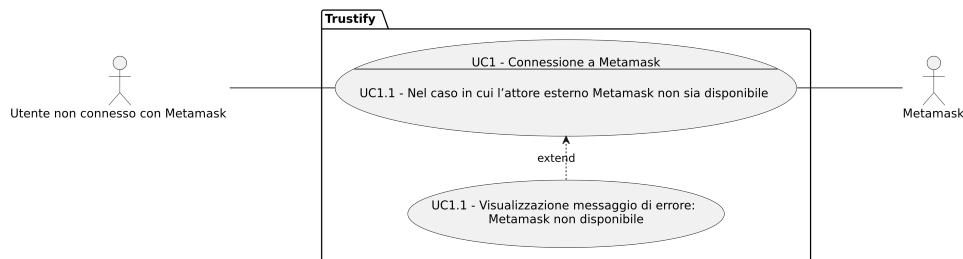 Trustify
UC1 - Connessione a Metamask
UC1.1 - Nel caso in cui l'attore esterno Metamask non sia disponibile
Utente non connesso con Metamask
Metamask
extend
UC1.1 - Visualizzazione messaggio di errore:
Metamask non disponibile